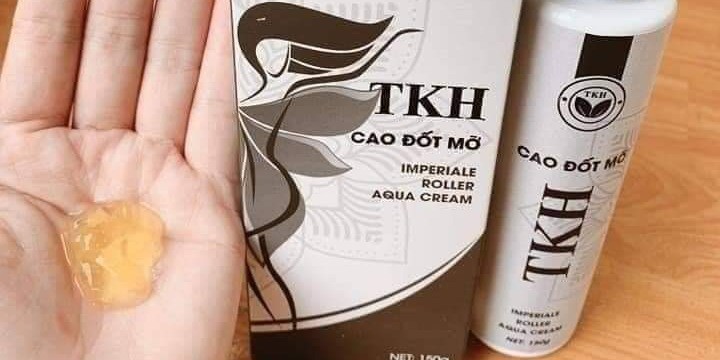 TKH
CAO ĐỐT MỠ
IMPERIALE
ROLLER
AQUA CREAM
NET: 150g
TKH
CAO ĐỐT MỠ
TKH
IMPERIALE
ROLLER
AQUA CREAM
NET: 150g